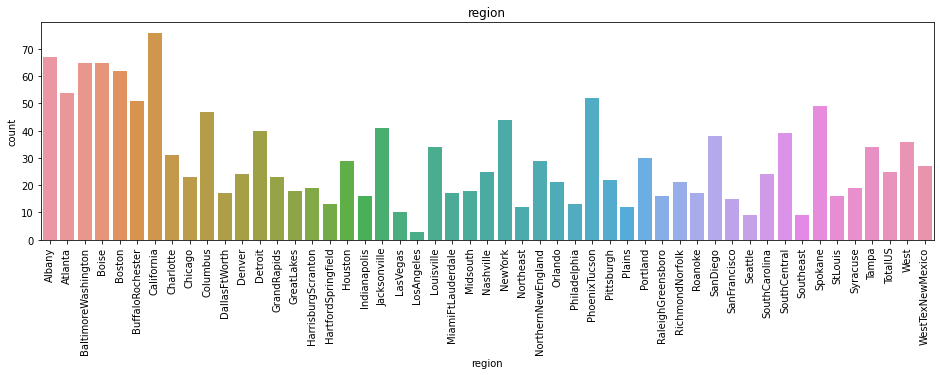 region
70
60
50
40
30
20
10
0
count
Albany
Atlanta
BaltimoreWashington
Boise
Boston
BuffaloRochester
California
Charlotte
Chicago
Columbus
DallasFtWorth
Denver
Detroit
GrandRapids
GreatLakes
HarrisburgScranton
HartfordSpringfield
Houston
Indianapolis
Jacksonville
LasVegas
LosAngeles
Louisville
MiamiFtLauderdale
Midsouth
Nashville
NewYork
Northeast
NorthernNewEngland
Orlando
Philadelphia
PhoenixTucson
Pittsburgh
Plains
Portland
RaleighGreensboro
RichmondNorfolk
Roanoke
SanDiego
SanFrancisco
Seattle
SouthCarolina
SouthCentral
Southeast
Spokane
StLouis
Syracuse
Tampa
TotalUS
West
WestTexNewMexico
region